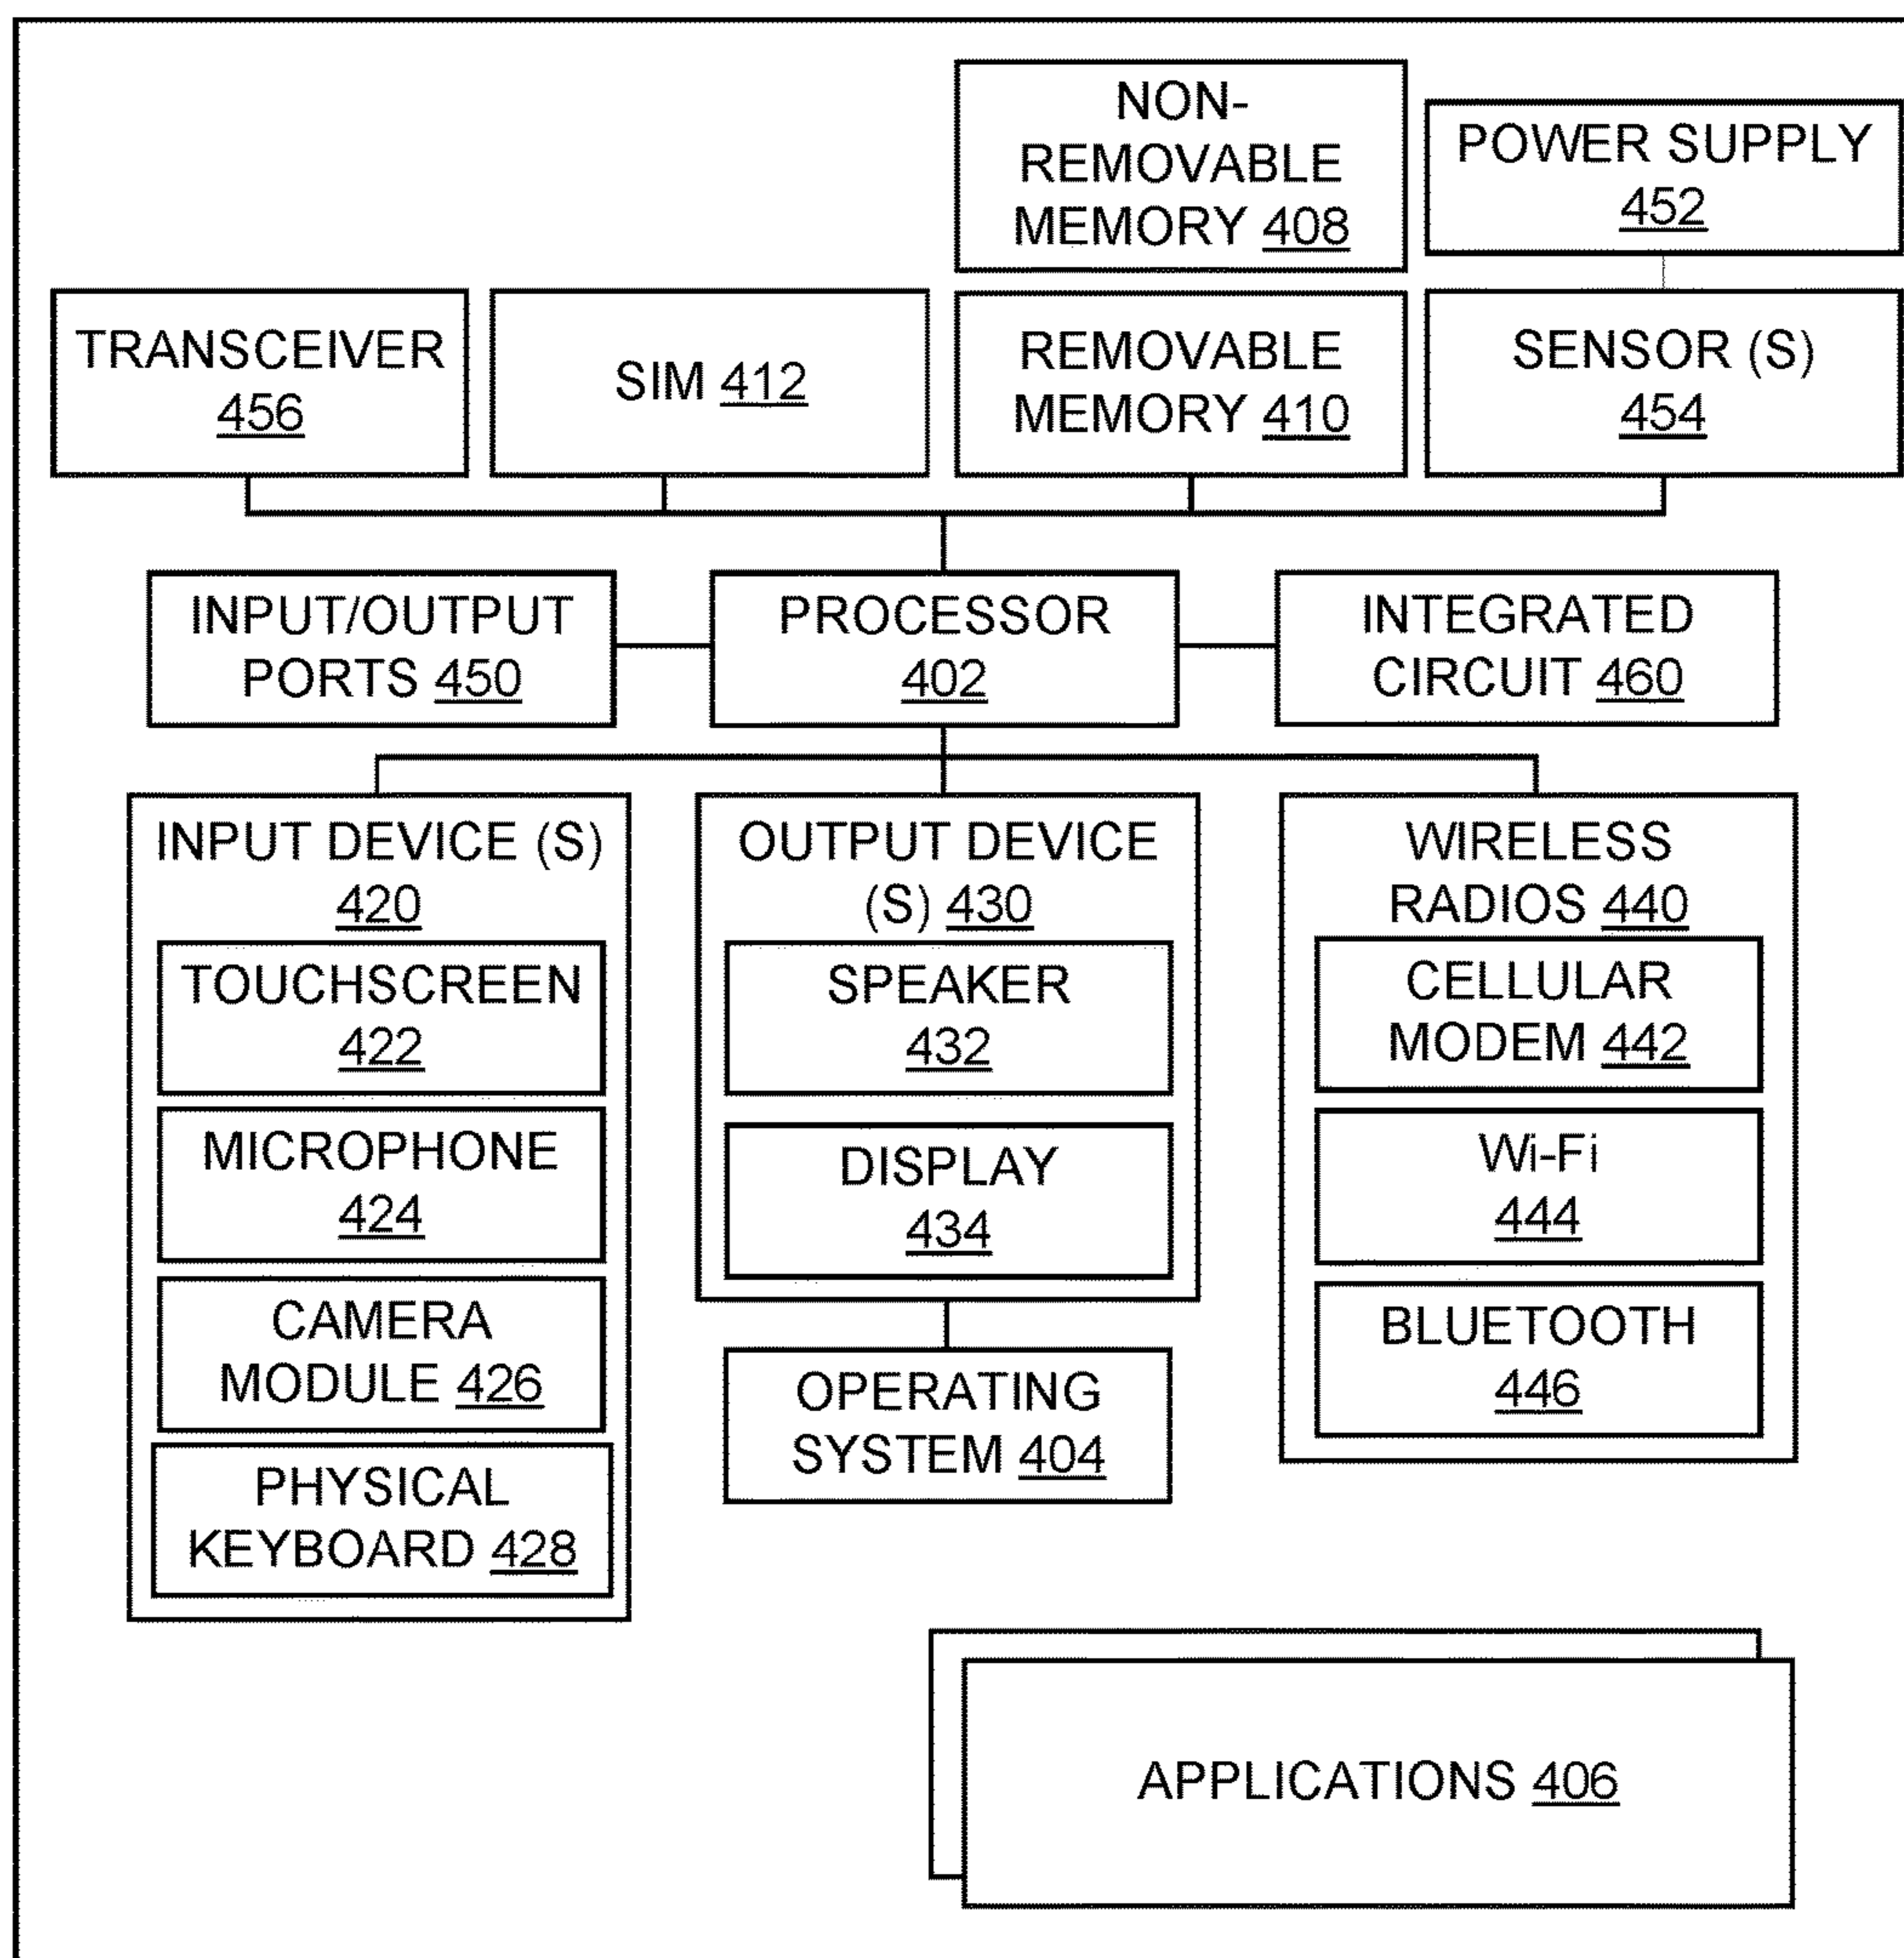 NON-
REMOVABLE
MEMORY 408
POWER SUPPLY
452
TRANSCEIVER
456
SIM 412
REMOVABLE
MEMORY 410
SENSOR (S)
454
INPUT/OUTPUT
PORTS 450
PROCESSOR
402
INTEGRATED
CIRCUIT 460
INPUT DEVICE (S)
420
TOUCHSCREEN
422
MICROPHONE
424
CAMERA
MODULE 426
PHYSICAL
KEYBOARD 428
OUTPUT DEVICE
(S) 430
SPEAKER
432
DISPLAY
434
OPERATING
SYSTEM 404
WIRELESS
RADIOS 440
CELLULAR
MODEM 442
Wi-Fi
444
BLUETOOTH
446
APPLICATIONS 406